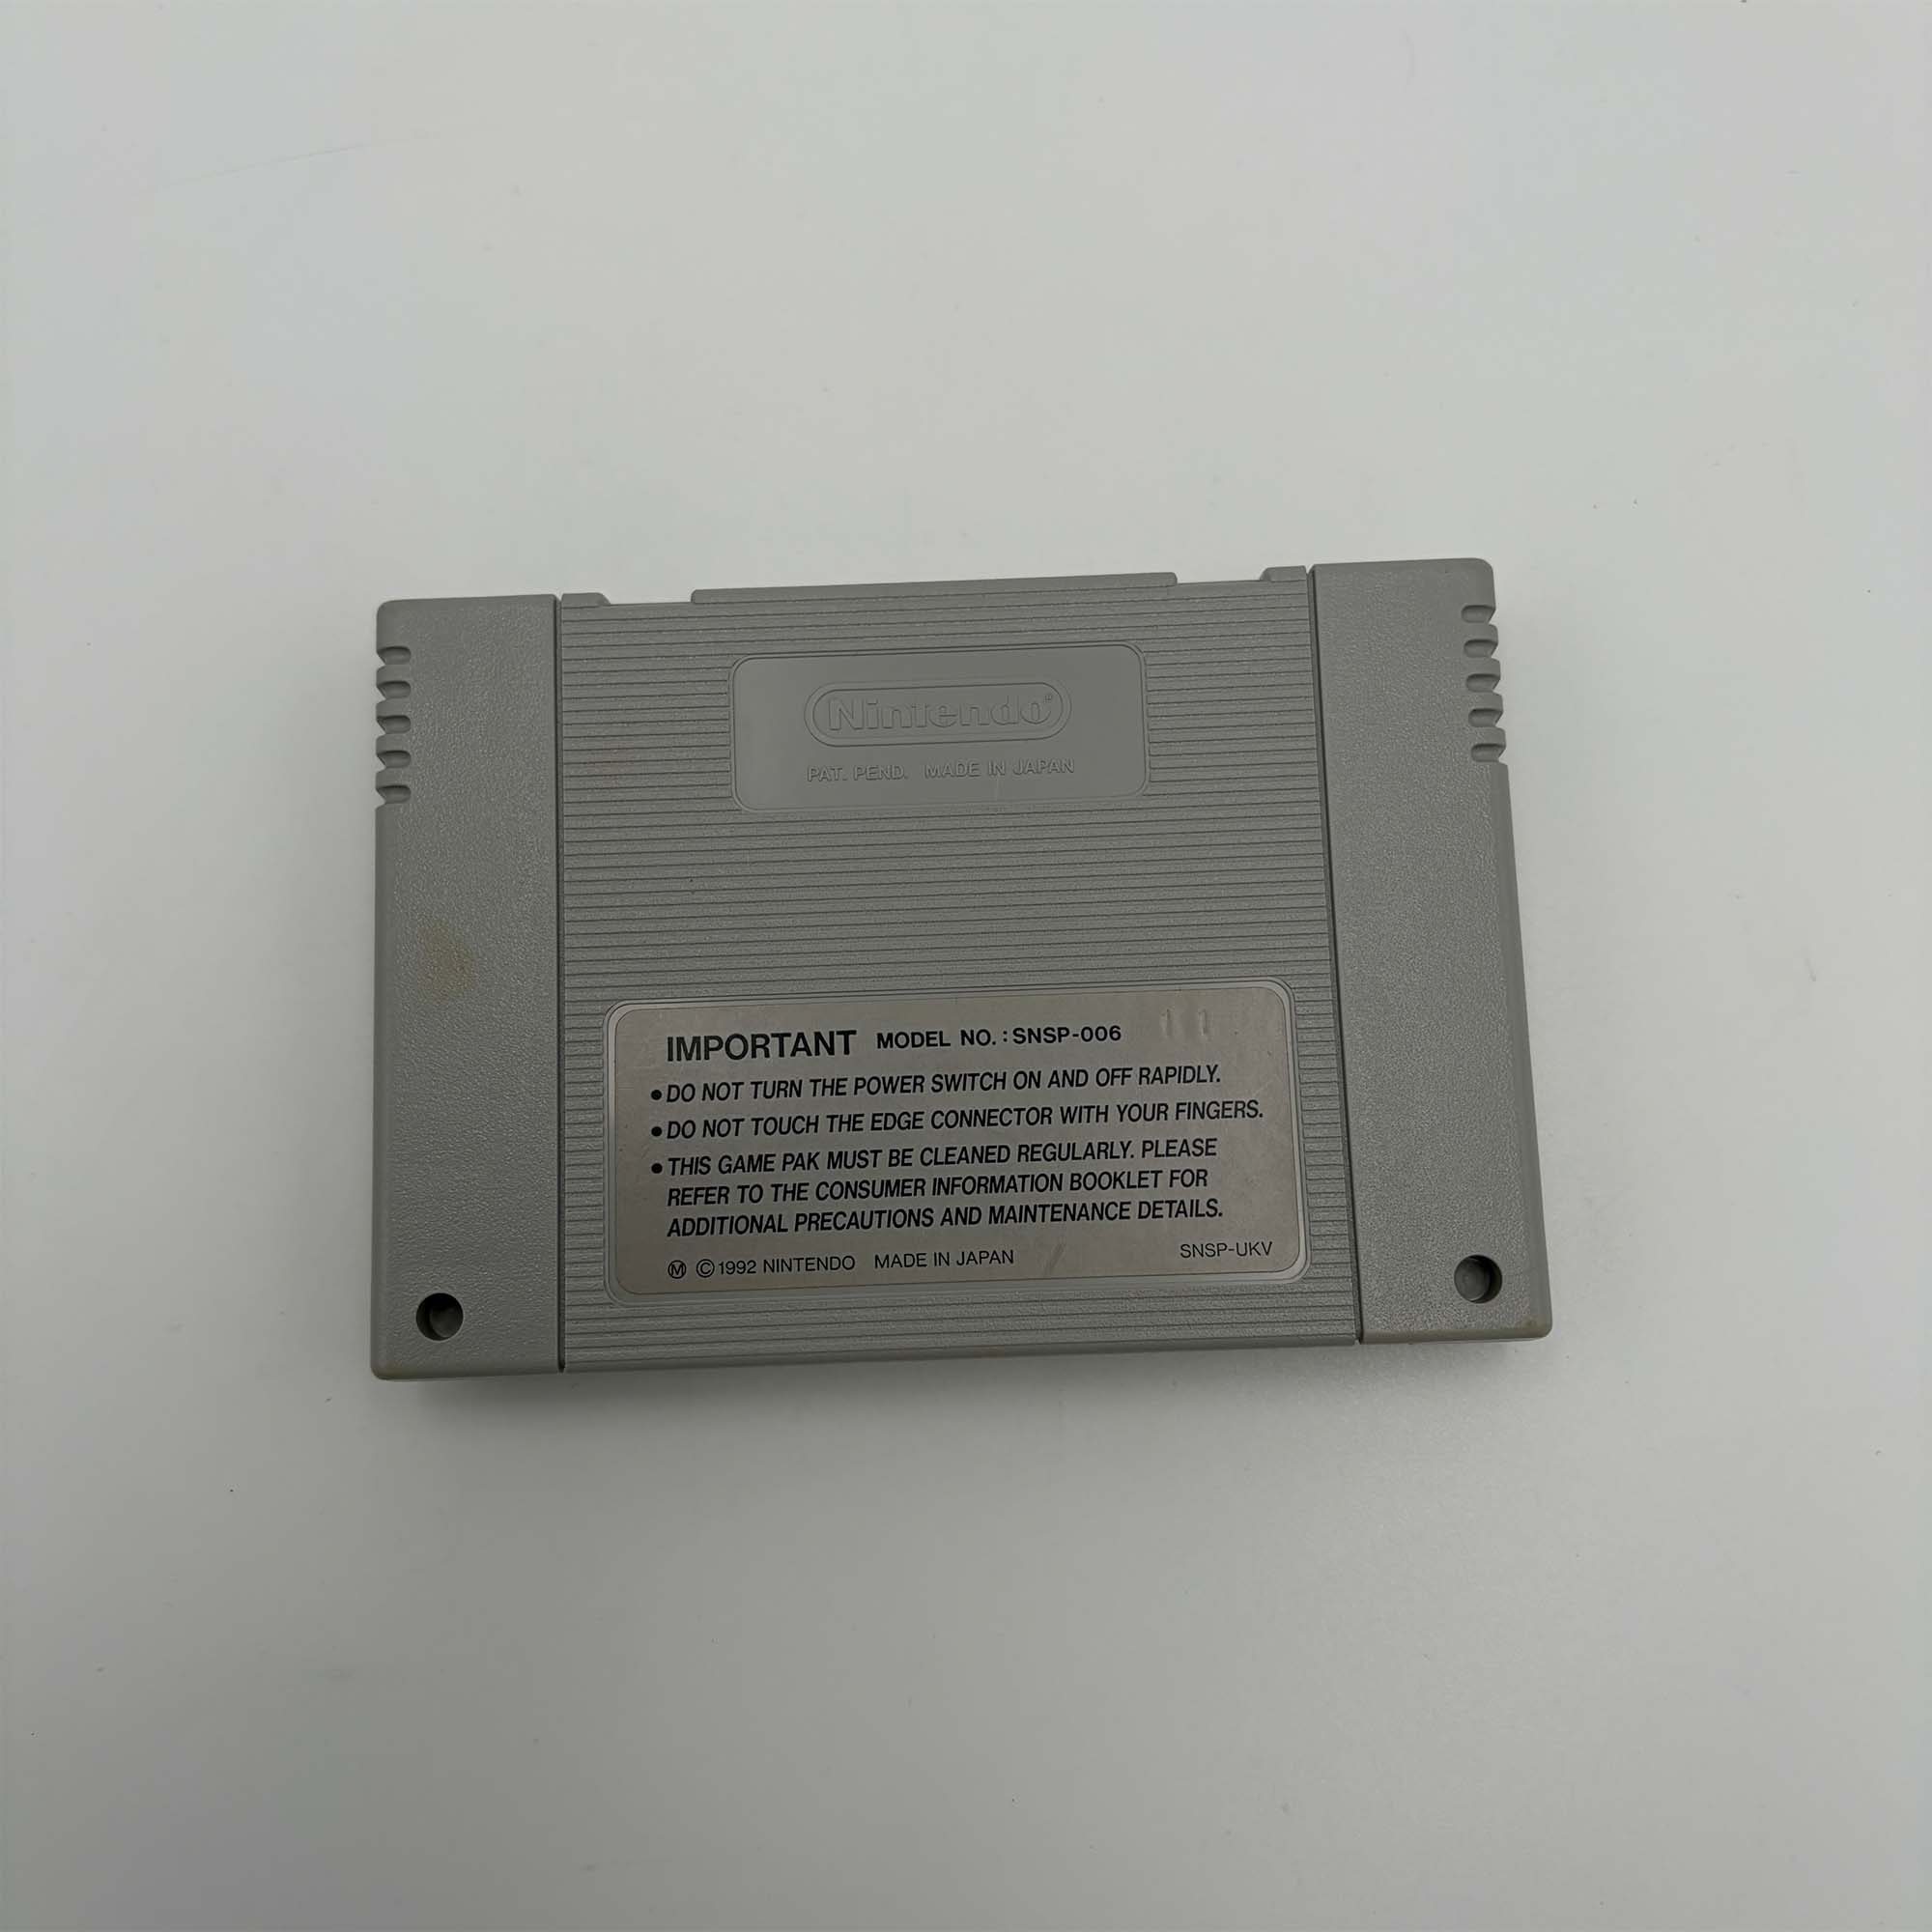 Nintendo®
PAT. PEND. MADE IN JAPAN
IMPORTANT MODEL NO.: SNSP-006 11
●DO NOT TURN THE POWER SWITCH ON AND OFF RAPIDLY.
●DO NOT TOUCH THE EDGE CONNECTOR WITH YOUR FINGERS.
●THIS GAME PAK MUST BE CLEANED REGULARLY. PLEASE
REFER TO THE CONSUMER INFORMATION BOOKLET FOR
ADDITIONAL PRECAUTIONS AND MAINTENANCE DETAILS.
Ⓜ ©1992 NINTENDO MADE IN JAPAN SNSP-UKV